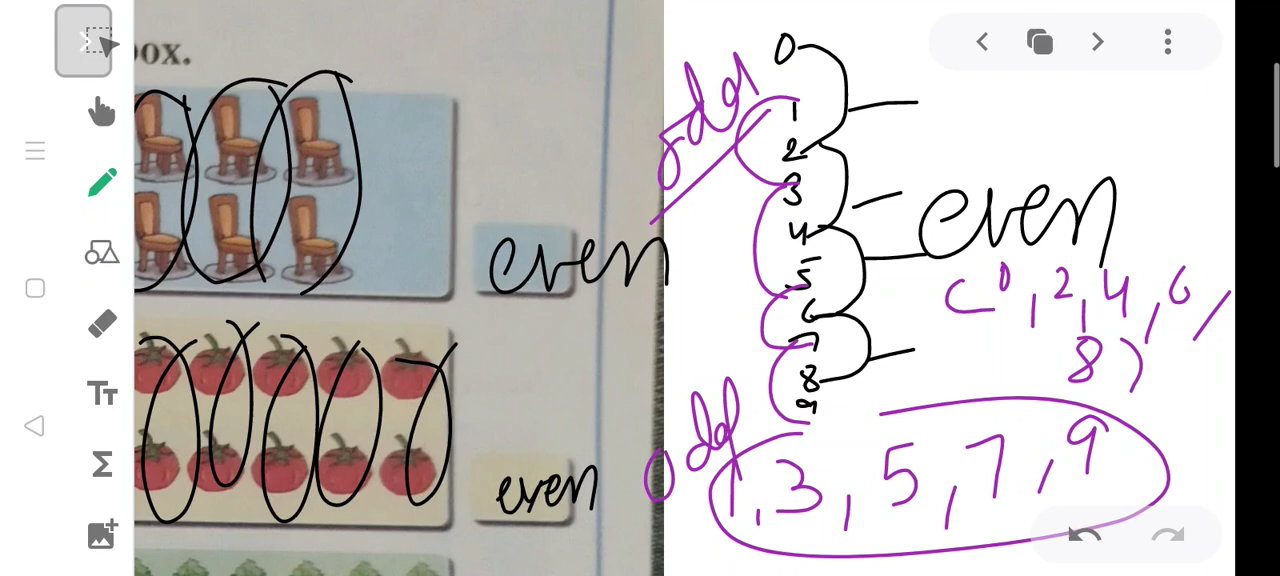 box.
even
even
odd
0
1
2
3
4
5
6
7
8
9
even
(0, 2, 4, 6,
8)
odd
1, 3, 5, 7, 9
Tt
Σ